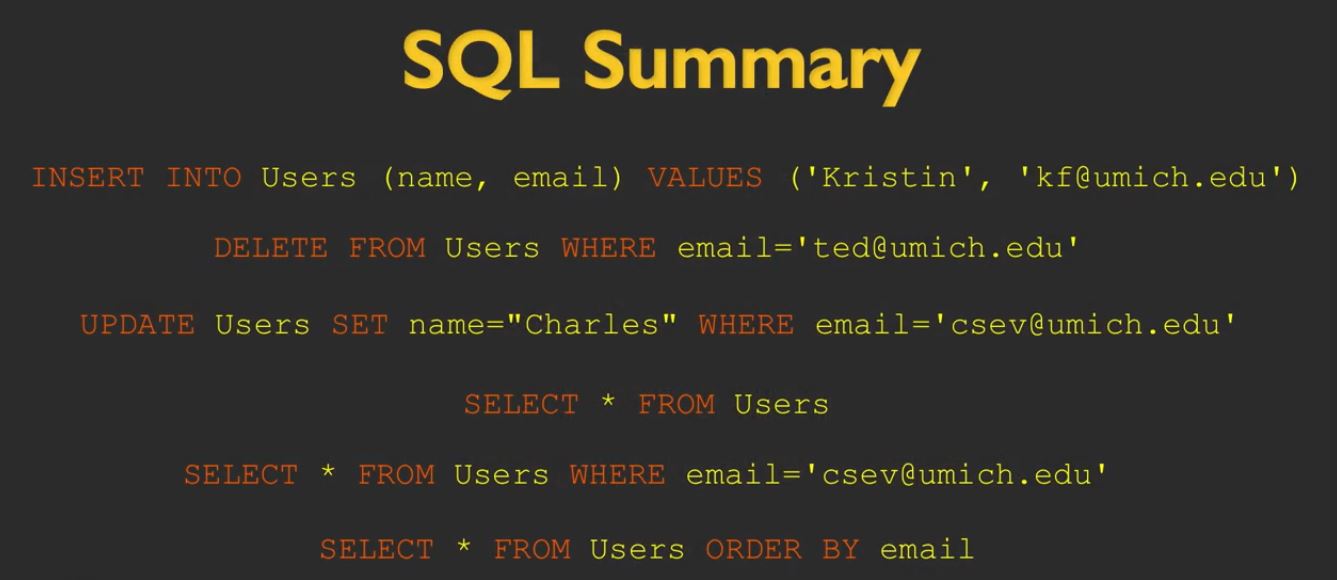 SQL Summary
INSERT INTO Users (name, email) VALUES ('Kristin', 'kf@umich.edu')
DELETE FROM Users WHERE email='ted@umich.edu'
UPDATE Users SET name="Charles" WHERE email='csev@umich.edu'
SELECT * FROM Users
SELECT * FROM Users WHERE email='csev@umich.edu'
SELECT * FROM Users ORDER BY email